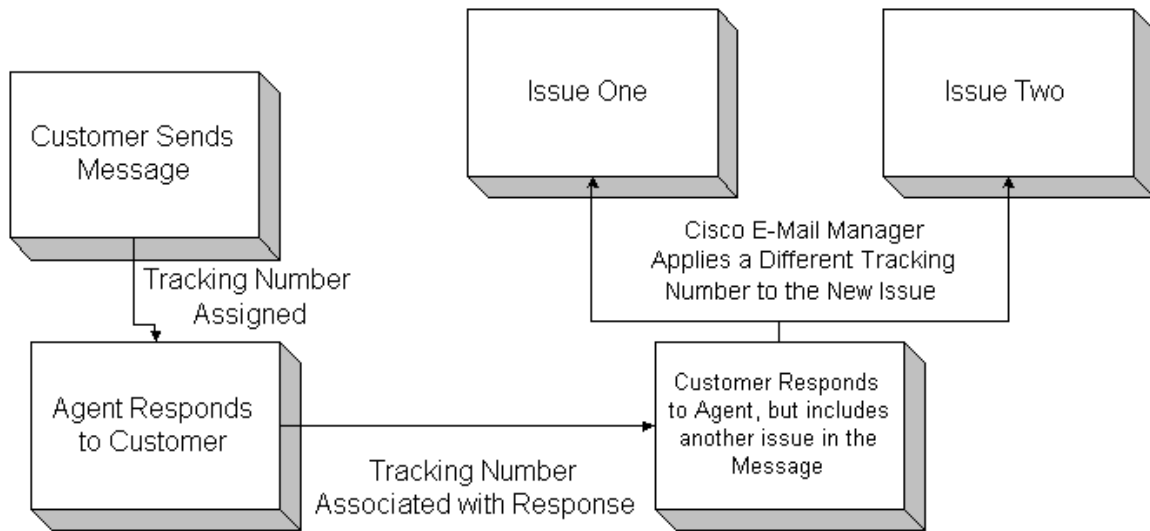 Customer Sends
Message
Tracking Number
Assigned
Agent Responds
to Customer
Tracking Number
Associated with Response
Customer Responds
to Agent, but includes
another issue in the
Message
Cisco E-Mail Manager
Applies a Different Tracking
Number to the New Issue
Issue One
Issue Two